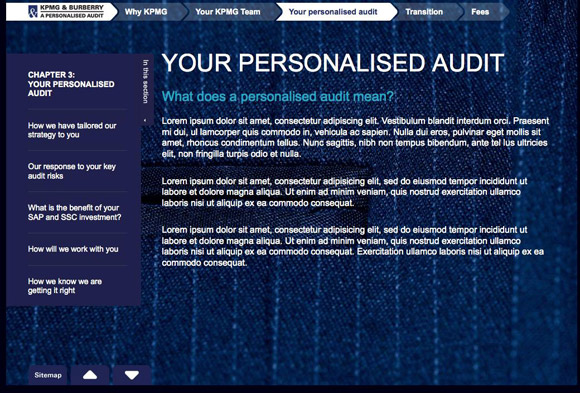 KPMG & BURBERRY
A PERSONALISED AUDIT
Why KPMG
Your KPMG Team
Your personalised audit
Transition
Fees
In this section
CHAPTER 3:
YOUR PERSONALISED
AUDIT
How we have tailored our
strategy to you
Our response to your key
audit risks
What is the benefit of your
SAP and SSC investment?
How will we work with you
How we know we are
getting it right
YOUR PERSONALISED AUDIT
What does a personalised audit mean?
Lorem ipsum dolor sit amet, consectetur adipiscing elit. Vestibulum blandit interdum orci. Praesent
mi dui, ul lamcorper quis commodo in, vehicula ac sapien. Nulla dui eros, pulvinar eget mollis sit
amet, rhoncus condimentum tellus. Nunc sagittis, nibh non tempus bibendum, ante tel lus ultricies
elit, non fringilla turpis odio et nulla.
Lorem ipsum dolor sit amet, consectetur adipisicing elit, sed do eiusmod tempor incididunt ut
labore et dolore magna aliqua. Ut enim ad minim veniam, quis nostrud exercitation ullamco
laboris nisi ut aliquip ex ea commodo consequat.
Lorem ipsum dolor sit amet, consectetur adipisicing elit, sed do eiusmod tempor incididunt ut
labore et dolore magna aliqua. Ut enim ad minim veniam, quis nostrud exercitation ullamco
laboris nisi ut aliquip ex ea commodo consequat. Exercitation ullamco laboris nisi ut aliquip ex ea
commodo consequat.
Sitemap